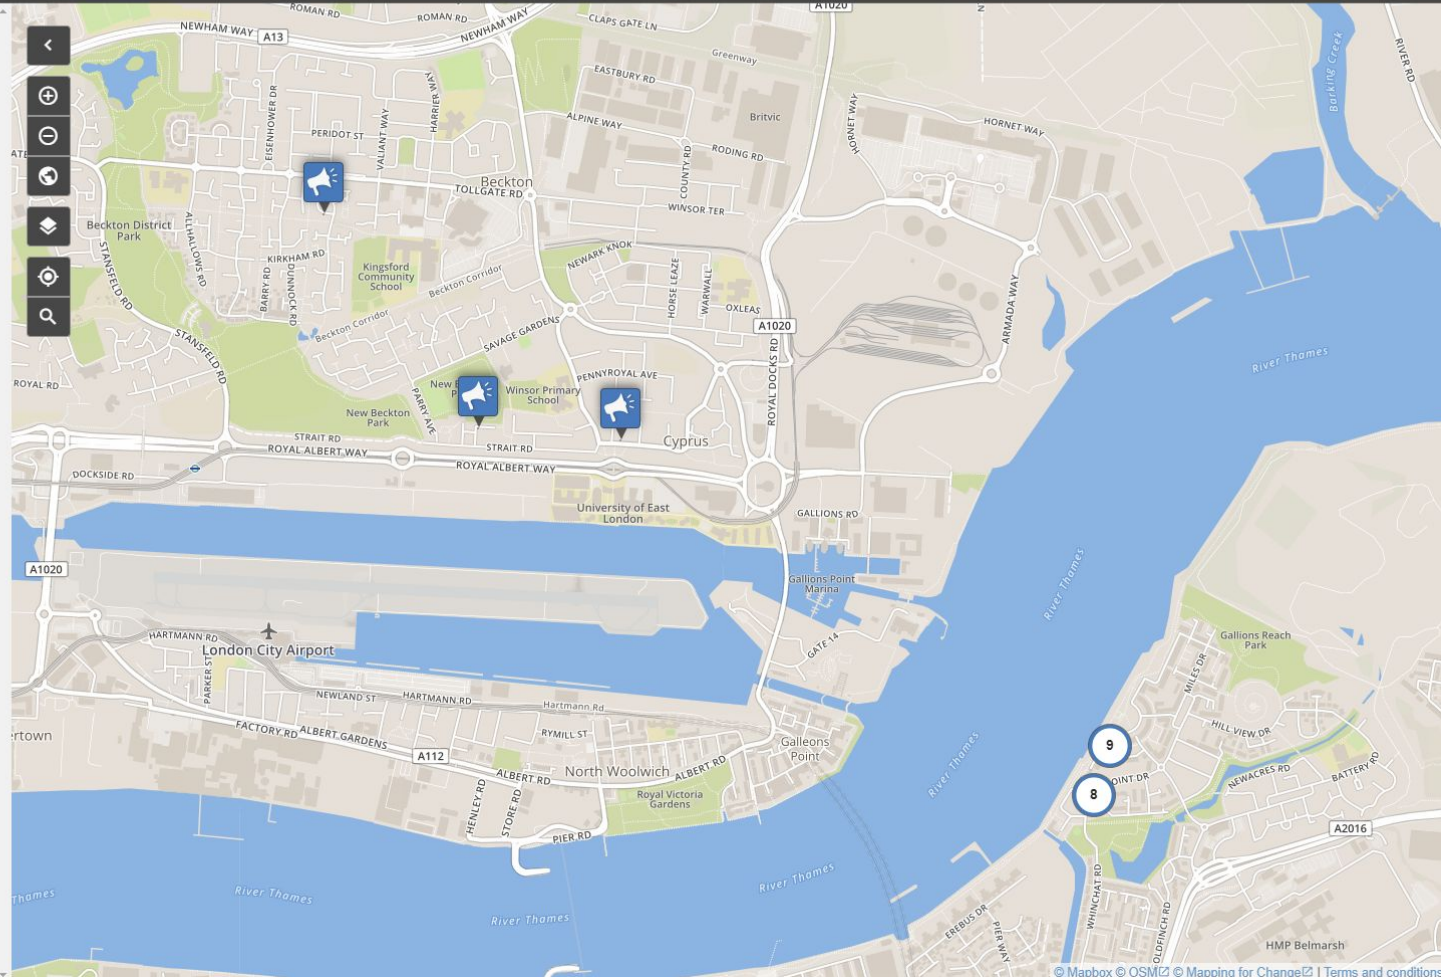 ROMAN RD
ROMAN RD
A1020
NEWHAM WAY
A13
NEWHAM WAY
CLAPS GATE LN
Greenway
RIVER RD
Barking Creek
EASTBURY RD
Britvic
ALPINE WAY
HORNET WAY
HORNET WAY
EISENHOWER DR
PERIDOT ST
VALIANT WAY
HARRIER WAY
RODING RD
COUNTY RD
Beckton
TOLLGATE RD
WINSOR TER
Beckton District
Park
ALLHALLOWS RD
STANSFELD RD
KIRKHAM RD
BARRY RD
DUNNOCK RD
Kingsford
Community
School
Beckton Corridor
NEWARK KNOK
HORSE LEAZE
WARWALL
OXLEAS
A1020
ARMADA WAY
Beckton Corridor
SAVAGE GARDENS
STANSFELD RD
ROYAL DOCKS RD
River Thames
ROYAL RD
PENNYROYAL AVE
Winsor Primary
School
PARRY AVE
New Beckton
Park
Cyprus
STRAIT RD
STRAIT RD
ROYAL ALBERT WAY
ROYAL ALBERT WAY
DOCKSIDE RD
University of East
London
GALLIONS RD
A1020
Gallions Point
Marina
River Thames
GATE 14
HARTMANN RD
London City Airport
PARKER ST
NEWLAND ST
HARTMANN RD
Hartmann Rd
Gallions Reach
Park
MILES DR
HILL VIEW DR
FACTORY RD
ALBERT GARDENS
A112
RYMILL ST
Galleons
Point
North Woolwich
ALBERT RD
ALBERT RD
Royal Victoria
Gardens
HENLEY RD
STORE RD
PIER RD
River Thames
9
8
OINT DR
NEWACRES RD
BATTERY RD
A2016
River Thames
River Thames
River Thames
Thames
WHINCHAT RD
OLDFINCH RD
EREBUS DR
PIER WAY
HMP Belmarsh
© Mapbox © OSM © Mapping for Change | Terms and conditions